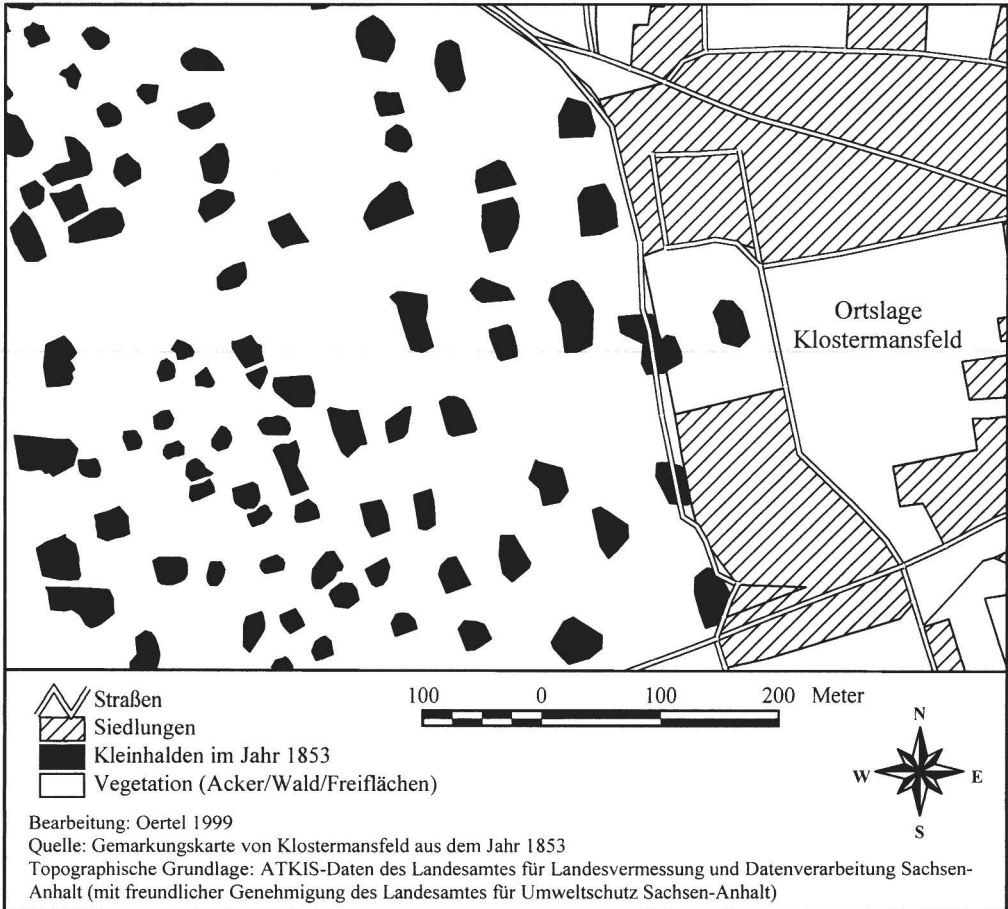 Ortslage
Klostermansfeld
Straßen
Siedlungen
Kleinhalden im Jahr 1853
Vegetation (Acker/Wald/Freiflächen)
100 0 100 200 Meter
N
W E
S
Bearbeitung: Oertel 1999
Quelle: Gemarkungskarte von Klostermansfeld aus dem Jahr 1853
Topographische Grundlage: ATKIS-Daten des Landesamtes für Landesvermessung und Datenverarbeitung Sachsen-
Anhalt (mit freundlicher Genehmigung des Landesamtes für Umweltschutz Sachsen-Anhalt)